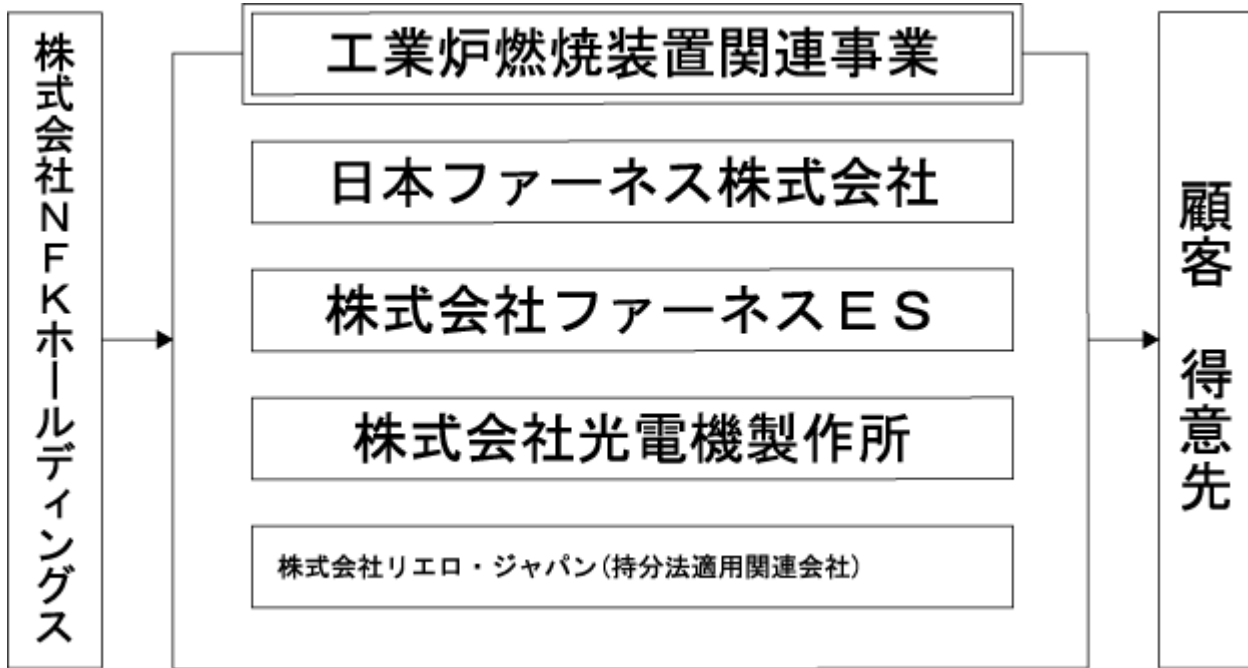 株式会社ＮＦＫホールディングス
工業炉燃焼装置関連事業
日本ファーネス株式会社
株式会社ファーネスＥＳ
株式会社光電機製作所
株式会社リエロ・ジャパン(持分法適用関連会社)
顧客　得意先